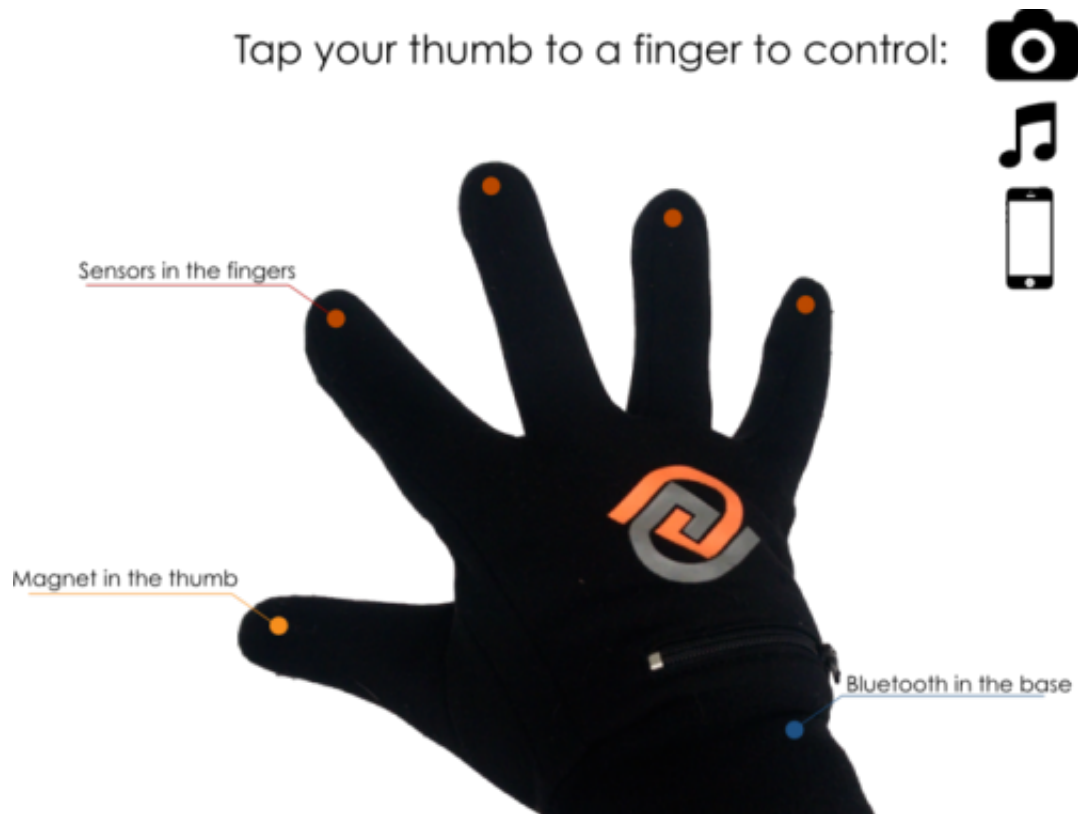 Tap your thumb to a finger to control:
Sensors in the fingers
Magnet in the thumb
Bluetooth in the base